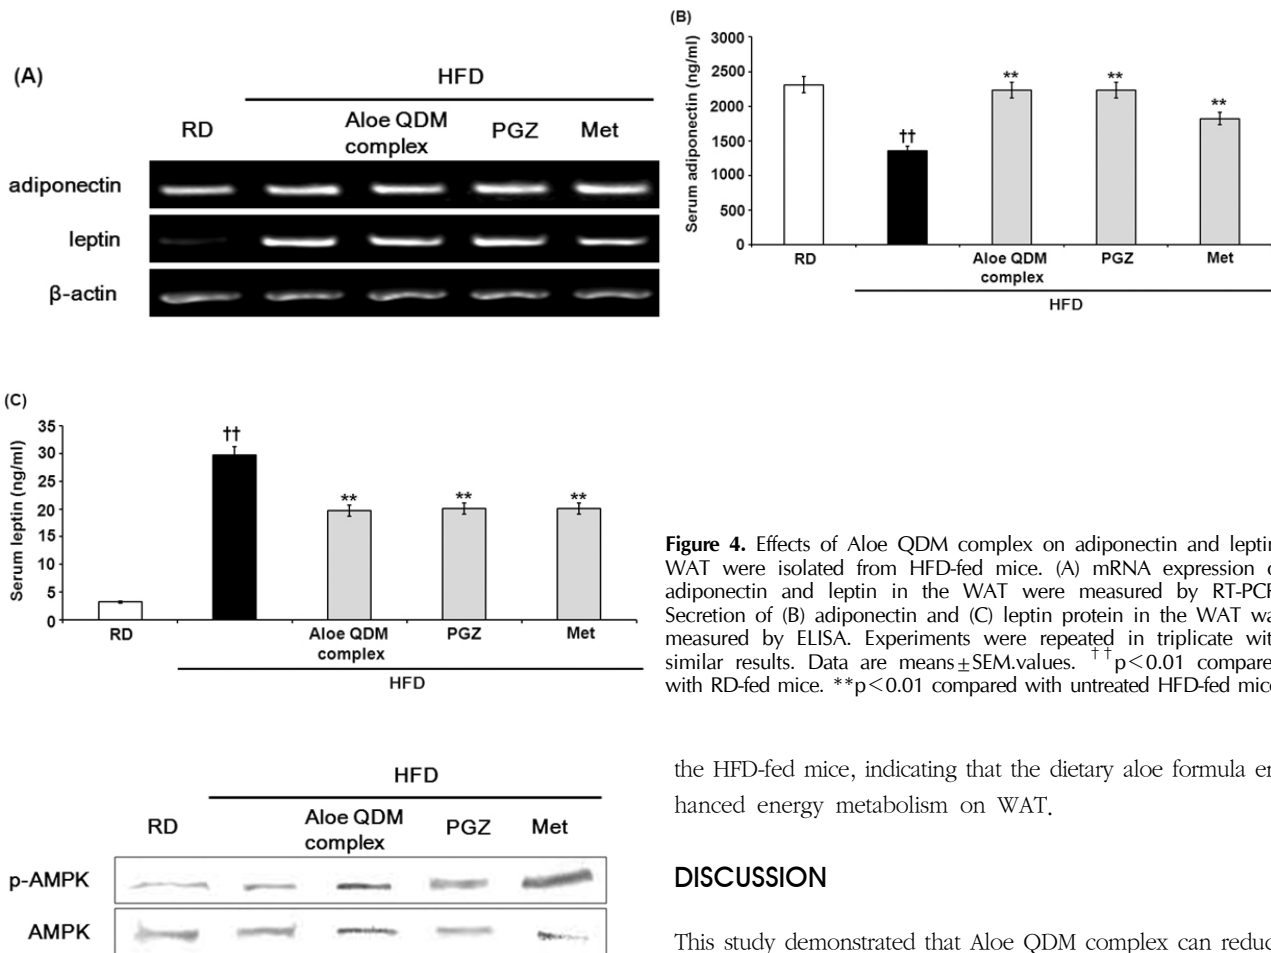 (A)
HFD
RD
Aloe QDM
complex
PGZ
Met
adiponectin
leptin
β-actin
(B)
Serum adiponectin (ng/ml)
3000
2500
2000
1500
1000
500
0
††
**
**
**
RD
Aloe QDM
complex
PGZ
Met
HFD
(C)
Serum leptin (ng/ml)
35
30
25
20
15
10
5
0
††
**
**
**
RD
Aloe QDM
complex
PGZ
Met
HFD
Figure 4. Effects of Aloe QDM complex on adiponectin and leptin
WAT were isolated from HFD-fed mice. (A) mRNA expression o
adiponectin and leptin in the WAT were measured by RT-PCR
Secretion of (B) adiponectin and (C) leptin protein in the WAT wa
measured by ELISA. Experiments were repeated in triplicate wit
similar results. Data are means±SEM.values. ††p<0.01 compare
with RD-fed mice. **p<0.01 compared with untreated HFD-fed mice
HFD
RD
Aloe QDM
complex
PGZ
Met
p-AMPK
AMPK
the HFD-fed mice, indicating that the dietary aloe formula en
hanced energy metabolism on WAT.
DISCUSSION
This study demonstrated that Aloe QDM complex can reduc